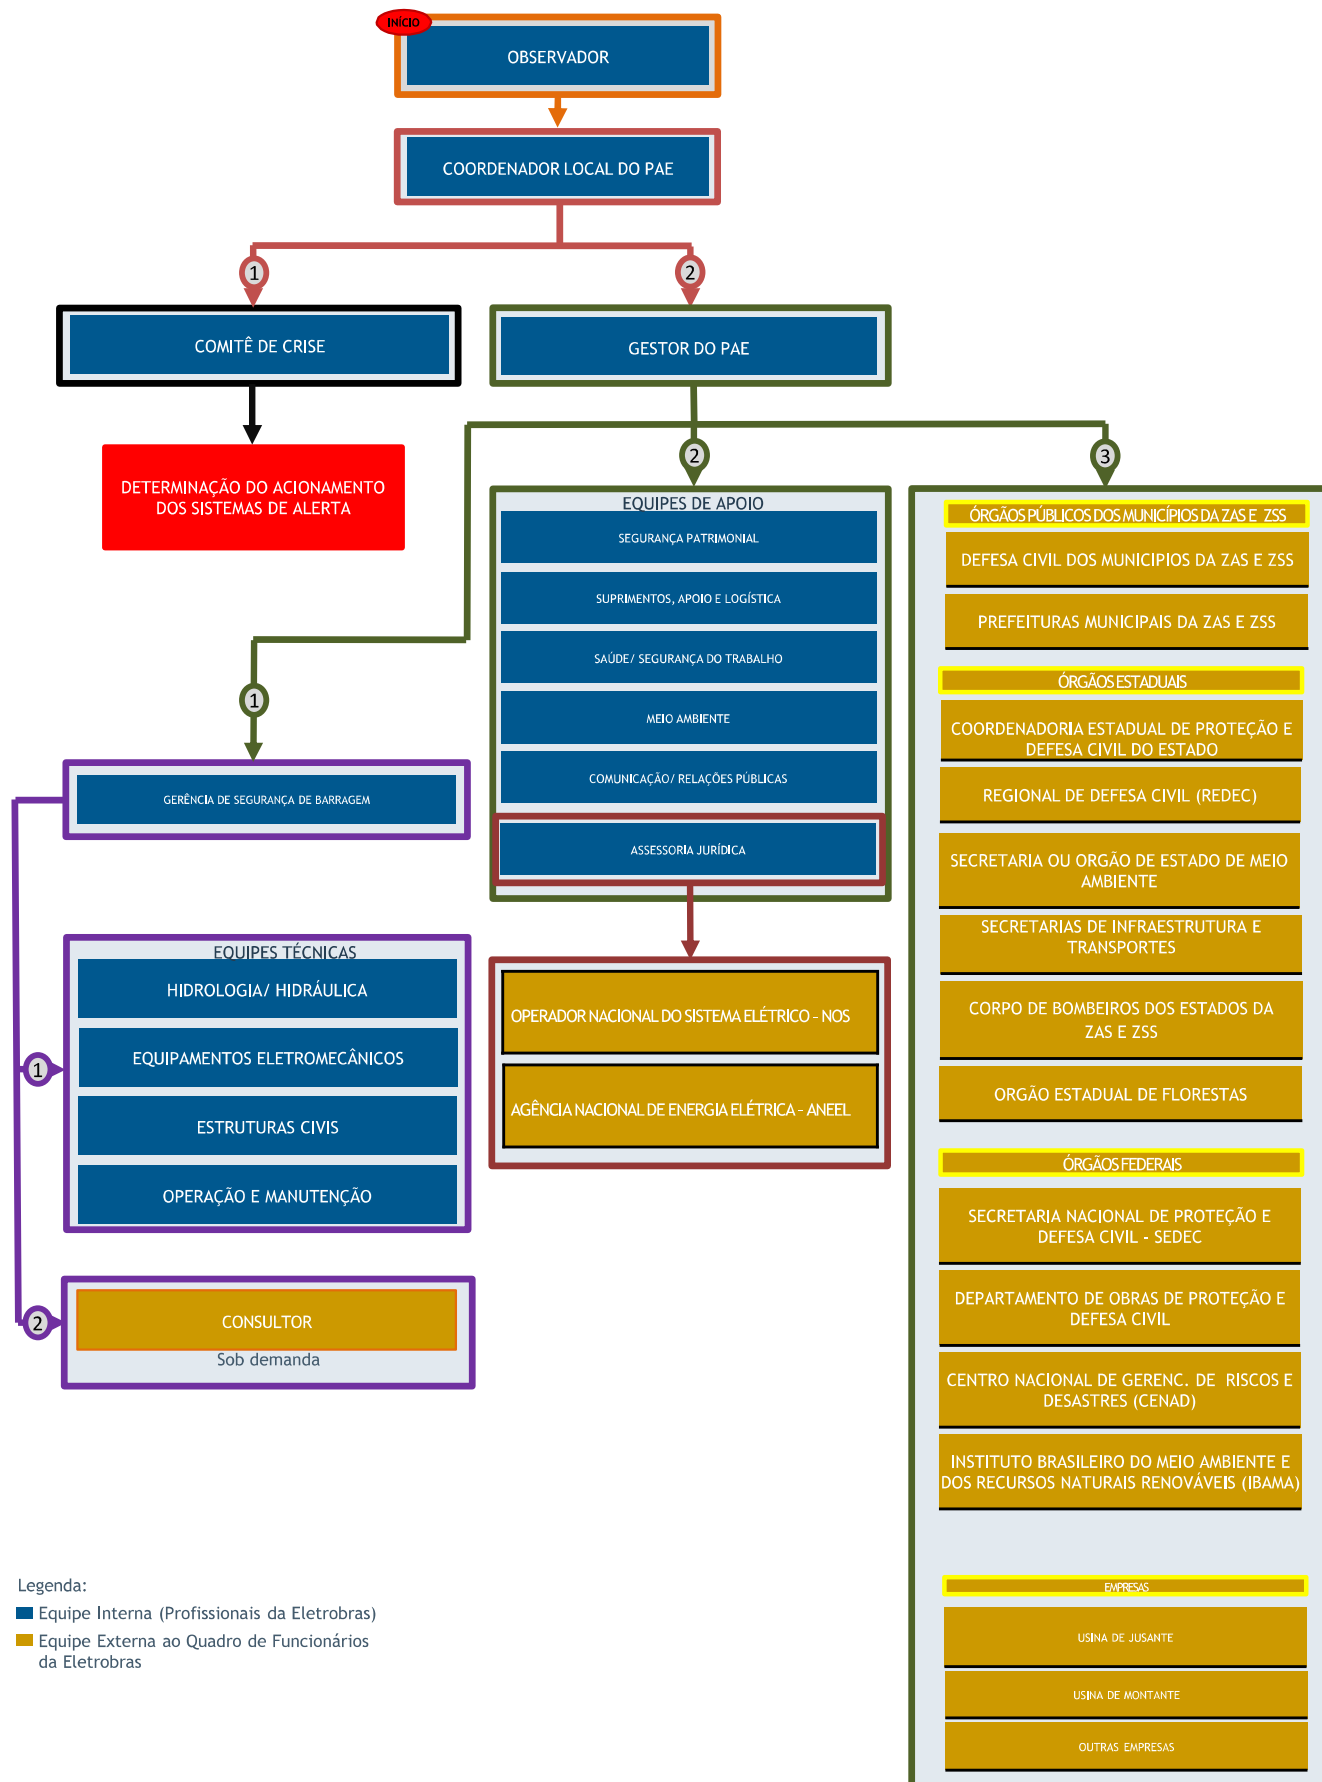 INÍCIO
OBSERVADOR
COORDENADOR LOCAL DO PAE
1
2
COMITÊ DE CRISE
GESTOR DO PAE
DETERMINAÇÃO DO ACIONAMENTO
DOS SISTEMAS DE ALERTA
2
3
EQUIPES DE APOIO
SEGURANÇA PATRIMONIAL
SUPRIMENTOS, APOIO E LOGÍSTICA
SAÚDE/ SEGURANÇA DO TRABALHO
MEIO AMBIENTE
COMUNICAÇÃO/ RELAÇÕES PÚBLICAS
ASSESSORIA JURÍDICA
1
GERÊNCIA DE SEGURANÇA DE BARRAGEM
EQUIPES TÉCNICAS
HIDROLOGIA/ HIDRÁULICA
EQUIPAMENTOS ELETROMECÂNICOS
ESTRUTURAS CIVIS
OPERAÇÃO E MANUTENÇÃO
1
2
CONSULTOR
Sob demanda
OPERADOR NACIONAL DO SISTEMA ELÉTRICO – NOS
AGÊNCIA NACIONAL DE ENERGIA ELÉTRICA – ANEEL
ÓRGÃOS PÚBLICOS DOS MUNICÍPIOS DA ZAS E ZSS
DEFESA CIVIL DOS MUNICIPIOS DA ZAS E ZSS
PREFEITURAS MUNICIPAIS DA ZAS E ZSS
ÓRGÃOS ESTADUAIS
COORDENADORIA ESTADUAL DE PROTEÇÃO E
DEFESA CIVIL DO ESTADO
REGIONAL DE DEFESA CIVIL (REDEC)
SECRETARIA OU ORGÃO DE ESTADO DE MEIO
AMBIENTE
SECRETARIAS DE INFRAESTRUTURA E
TRANSPORTES
CORPO DE BOMBEIROS DOS ESTADOS DA
ZAS E ZSS
ORGÃO ESTADUAL DE FLORESTAS
ÓRGÃOS FEDERAIS
SECRETARIA NACIONAL DE PROTEÇÃO E
DEFESA CIVIL - SEDEC
DEPARTAMENTO DE OBRAS DE PROTEÇÃO E
DEFESA CIVIL
CENTRO NACIONAL DE GERENC. DE RISCOS E
DESASTRES (CENAD)
INSTITUTO BRASILEIRO DO MEIO AMBIENTE E
DOS RECURSOS NATURAIS RENOVÁVEIS (IBAMA)
EMPRESAS
USINA DE JUSANTE
USINA DE MONTANTE
OUTRAS EMPRESAS
Legenda:
Equipe Interna (Profissionais da Eletrobras)
Equipe Externa ao Quadro de Funcionários
da Eletrobras